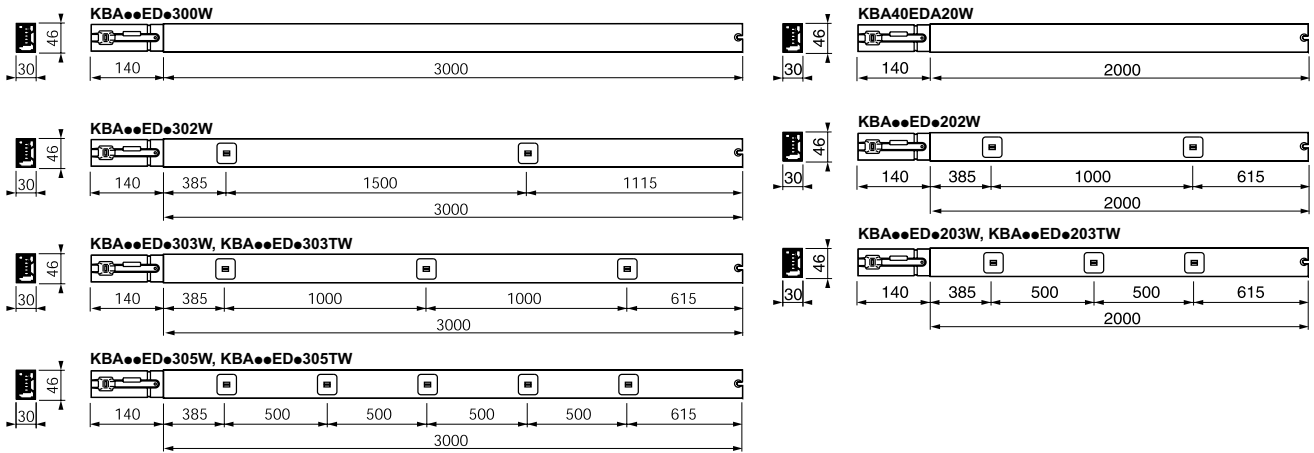 KBA●●ED●300W
46
30
140
3000
KBA●●ED●302W
46
30
140 385 1500 1115
3000
KBA●●ED●303W, KBA●●ED●303TW
46
30
140 385 1000 1000 615
3000
KBA●●ED●305W, KBA●●ED●305TW
46
30
140 385 500 500 500 500 615
3000
KBA40EDA20W
46
30
140
2000
KBA●●ED●202W
46
30
140 385 1000 615
2000
KBA●●ED●203W, KBA●●ED●203TW
46
30
140 385 500 500 615
2000